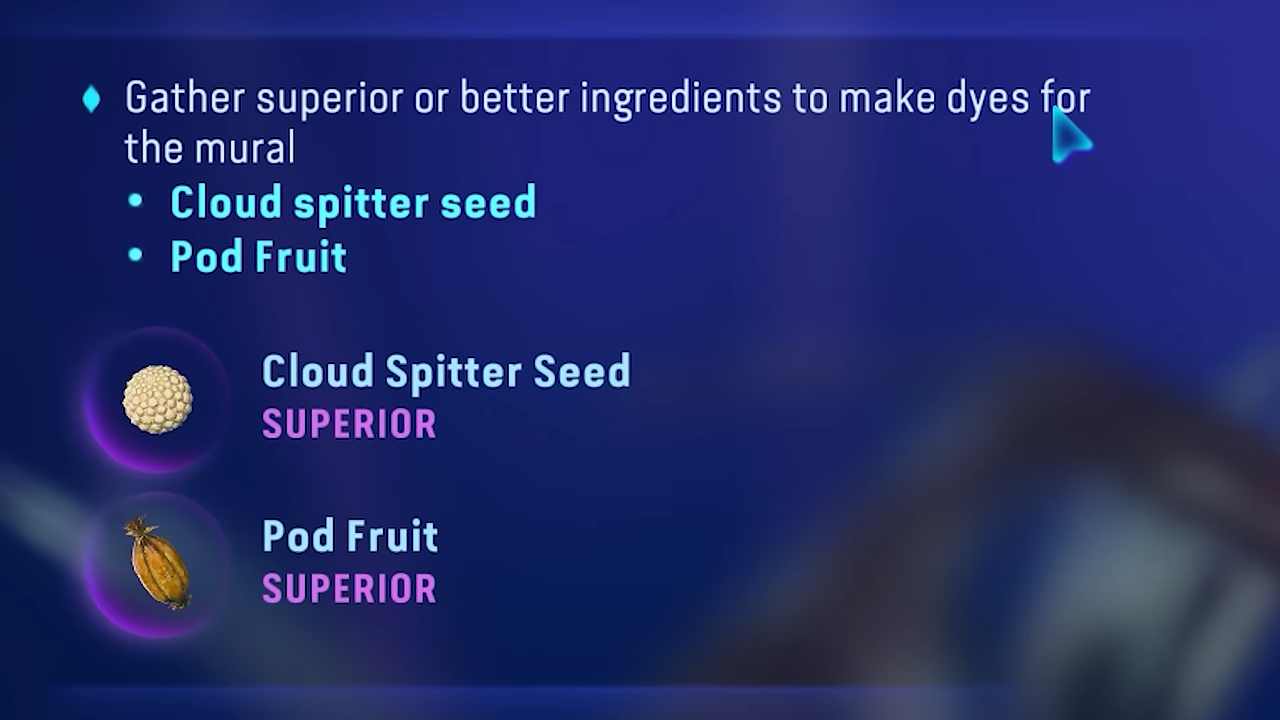 Gather superior or better ingredients to make dyes for
the mural
Cloud spitter seed
Pod Fruit
Cloud Spitter Seed
SUPERIOR
Pod Fruit
SUPERIOR